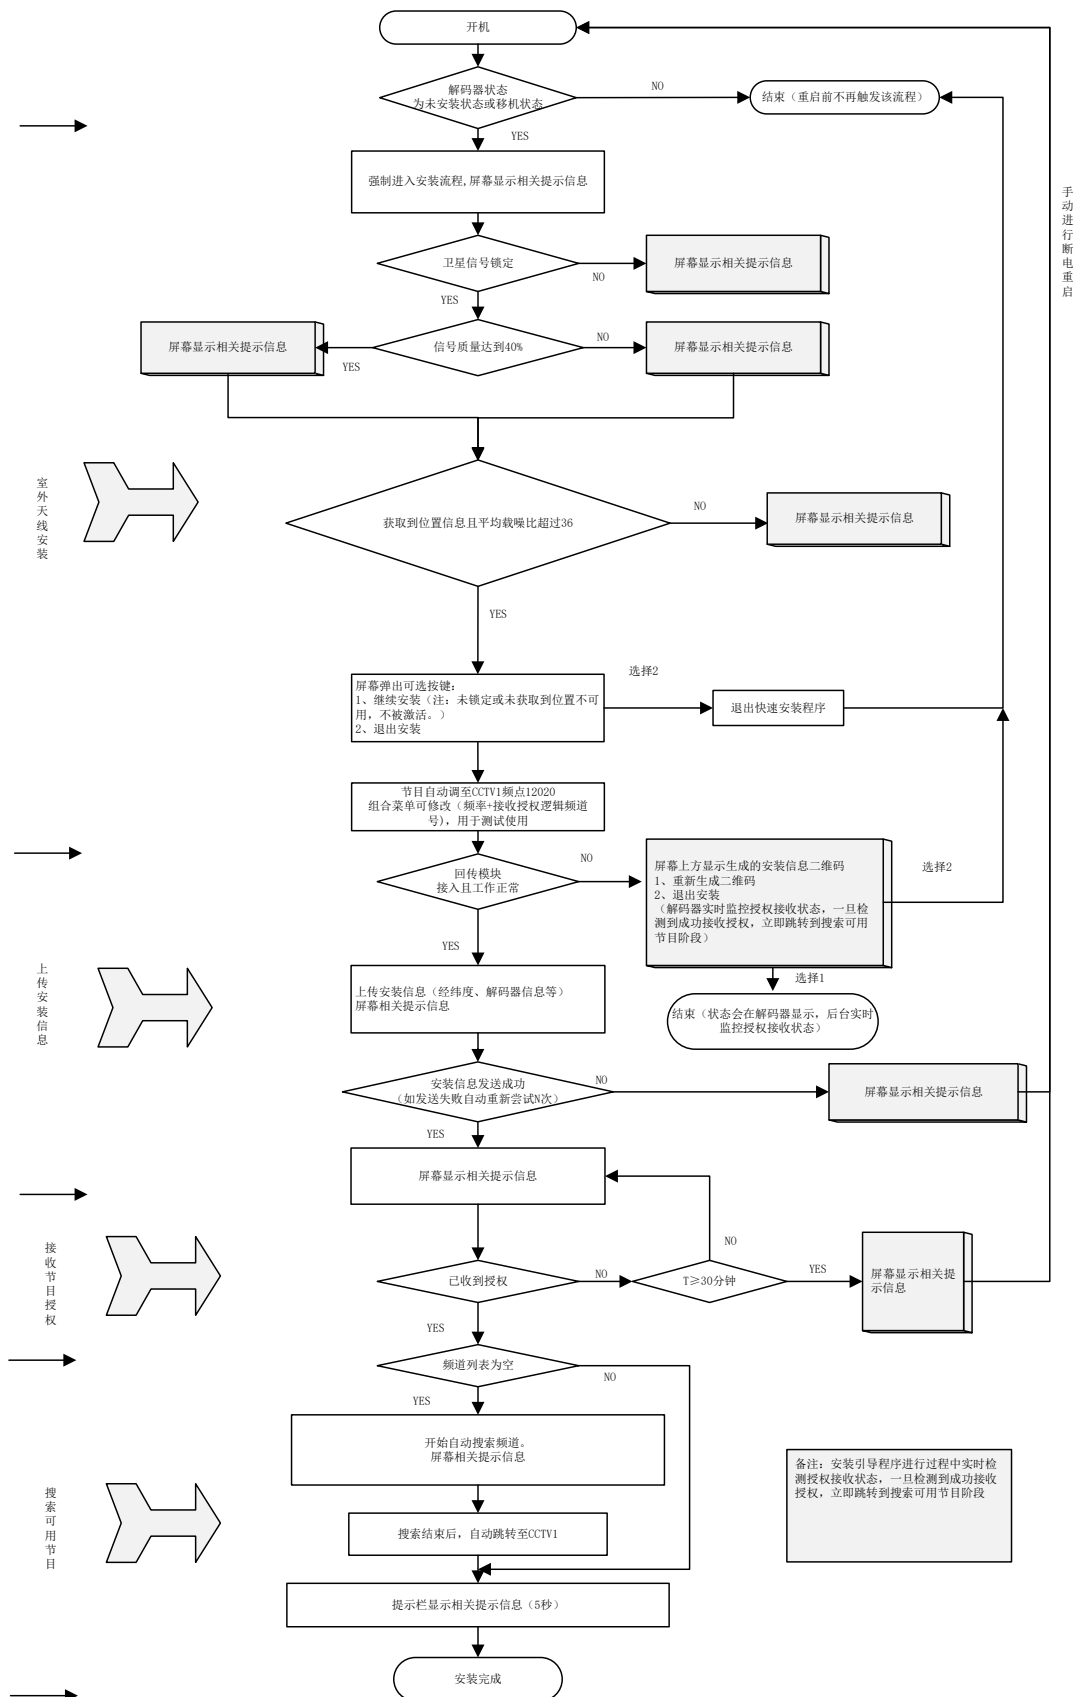 开机
解码器状态
为未安装状态或移机状态
NO
结束（重启前不再触发该流程）
YES
强制进入安装流程,屏幕显示相关提示信息
手动进行断电重启
卫星信号锁定
NO
屏幕显示相关提示信息
YES
屏幕显示相关提示信息
YES
信号质量达到40%
NO
屏幕显示相关提示信息
室外天线安装
获取到位置信息且平均载噪比超过36
NO
屏幕显示相关提示信息
YES
屏幕弹出可选按键：
1、继续安装（注：未锁定或未获取到位置不可
用，不被激活。）
2、退出安装
选择2
退出快速安装程序
节目自动调至CCTV1频点12020
组合菜单可修改（频率+接收授权逻辑频道
号），用于测试使用
回传模块
接入且工作正常
NO
屏幕上方显示生成的安装信息二维码
1、重新生成二维码
2、退出安装
（解码器实时监控授权接收状态，一旦检
测到成功接收授权，立即跳转到搜索可用
节目阶段）
选择2
YES
选择1
上传安装信息
上传安装信息（经纬度、解码器信息等）
屏幕相关提示信息
结束（状态会在解码器显示，后台实时
监控授权接收状态）
安装信息发送成功
（如发送失败自动重新尝试N次）
NO
屏幕显示相关提示信息
YES
屏幕显示相关提示信息
接收节目授权
已收到授权
NO
T≥30分钟
NO
YES
屏幕显示相关提
示信息
YES
频道列表为空
NO
YES
开始自动搜索频道。
屏幕相关提示信息
备注：安装引导程序进行过程中实时检
测授权接收状态，一旦检测到成功接收
授权，立即跳转到搜索可用节目阶段
搜索可用节目
搜索结束后，自动跳转至CCTV1
提示栏显示相关提示信息（5秒）
安装完成